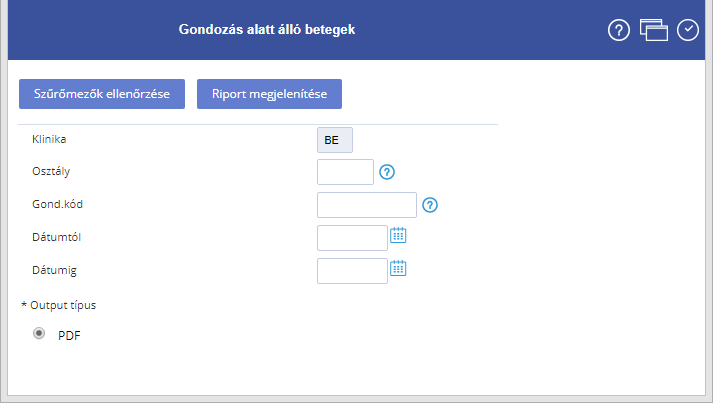 Gondozás alatt álló betegek
Szűrőmezők ellenőrzése Riport megjelenítése
Klinika BE
Osztály
Gond.kód
Dátumtól
Dátumig
* Output típus
PDF